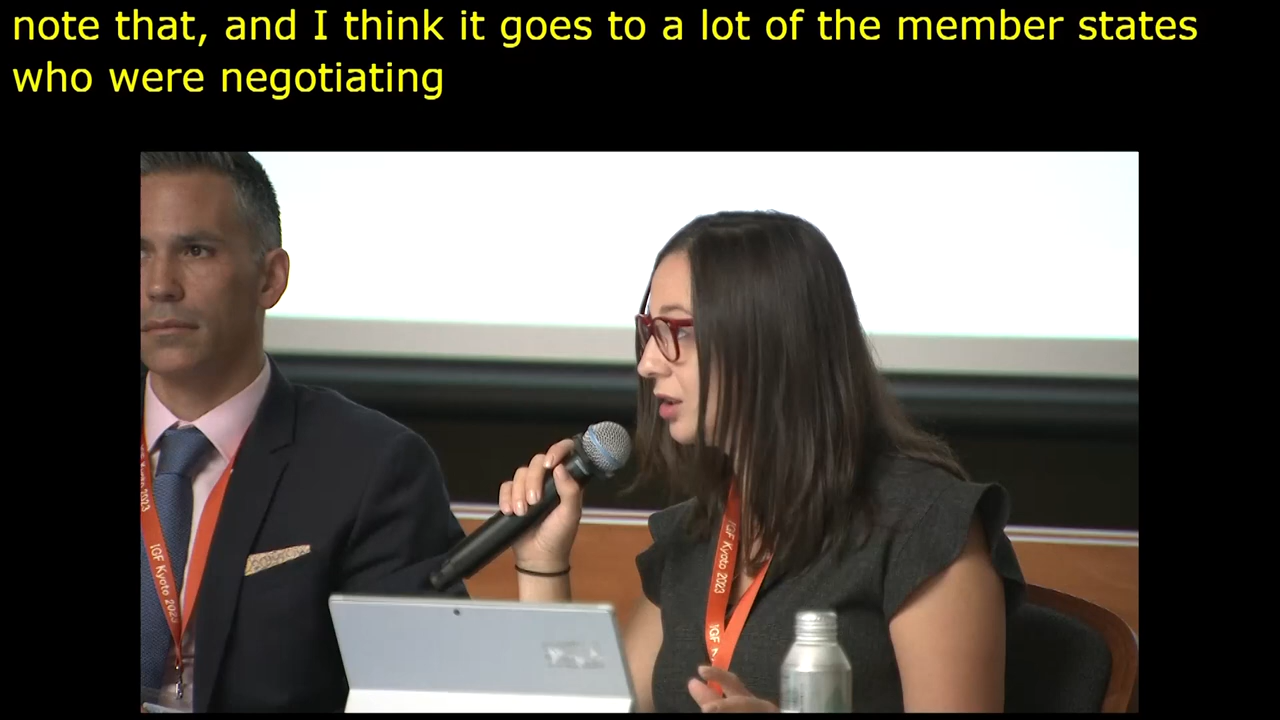 note that, and I think it goes to a lot of the member states
who were negotiating
IGF Kyoto 2023
IGF Kyoto 2023
IGF